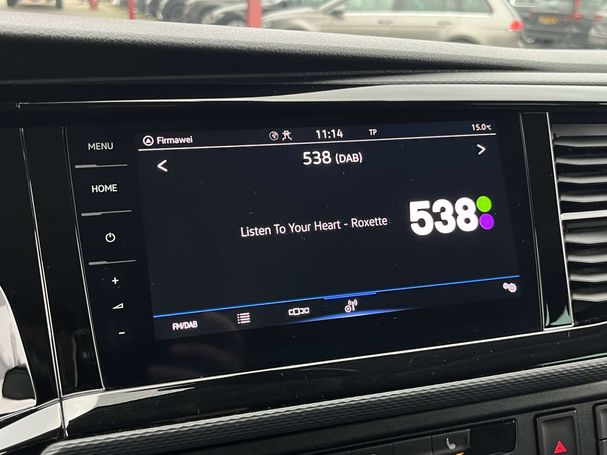 MENU
HOME
Firmawei 11:14 TP 15.0°C
538 (DAB)
Listen To Your Heart - Roxette
538
FM/DAB